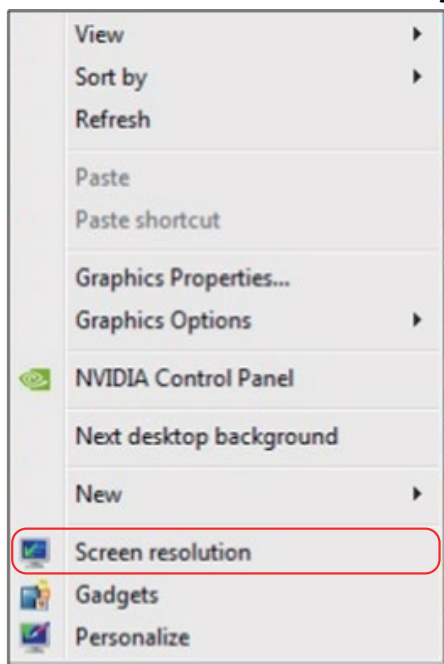 View
Sort by
Refresh
Paste
Paste shortcut
Graphics Properties...
Graphics Options
NVIDIA Control Panel
Next desktop background
New
Screen resolution
Gadgets
Personalize